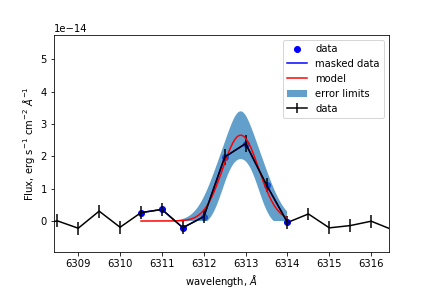 1e−14
data
masked data
model
error limits
data
5
4
3
2
1
0
Flux, erg s⁻¹ cm⁻² Å⁻¹
6309 6310 6311 6312 6313 6314 6315 6316
wavelength, Å